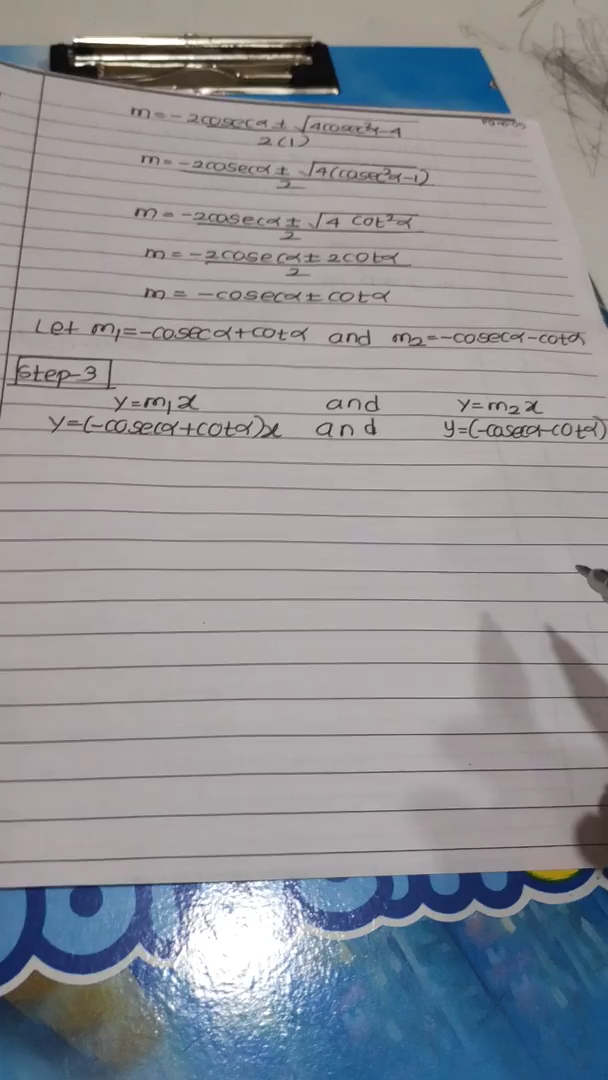 m=-2cosecα±√4cosec²α-4
2(1)
m=-2cosecα±√4(cosec²α-1)
2
m=-2cosecα±√4 cot²α
2
m=-2cosecα±2cotα
2
m=-cosecα±cotα
Let m₁=-cosecα+cotα and m₂=-cosecα-cotα
Step-3
y=m₁x and y=m₂x
y=(-cosecα+cotα)x and y=(-cosecα-cotα)